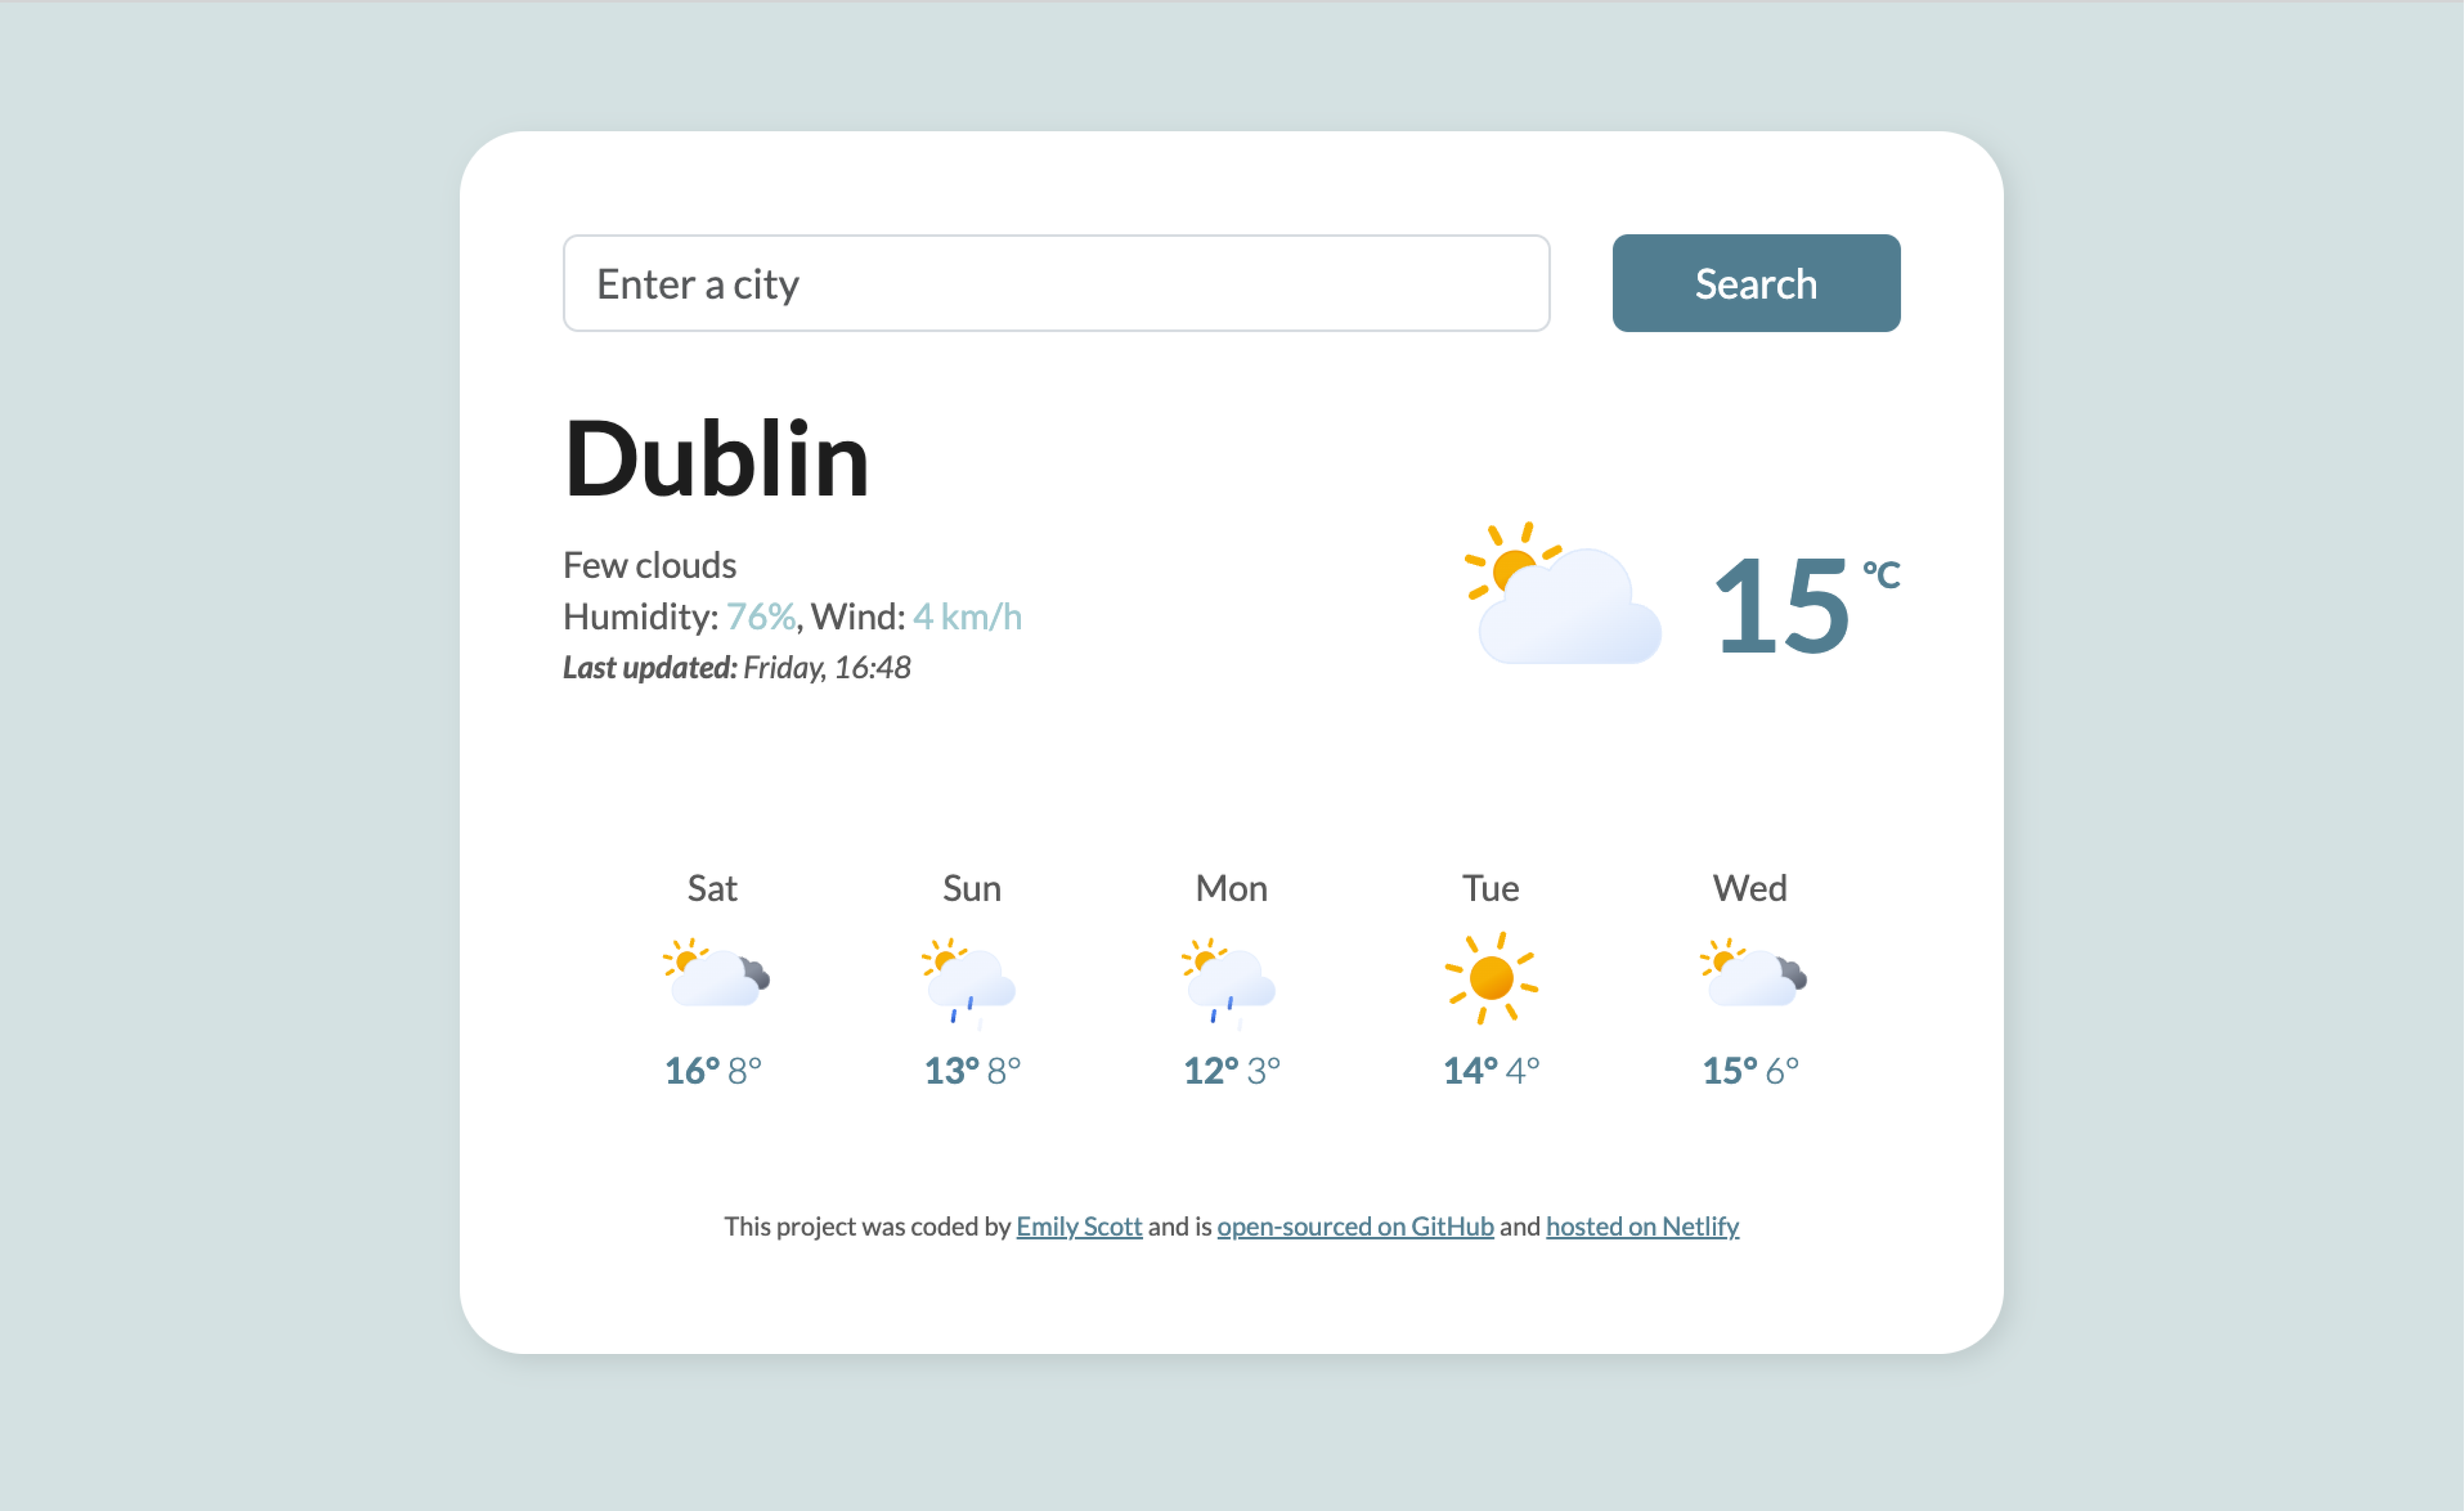 Enter a city
Search
Dublin
Few clouds
Humidity: 76%, Wind: 4 km/h
Last updated: Friday, 16:48
15 °C
Sat Sun Mon Tue Wed
16° 8° 13° 8° 12° 3° 14° 4° 15° 6°
This project was coded by Emily Scott and is open-sourced on GitHub and hosted on Netlify